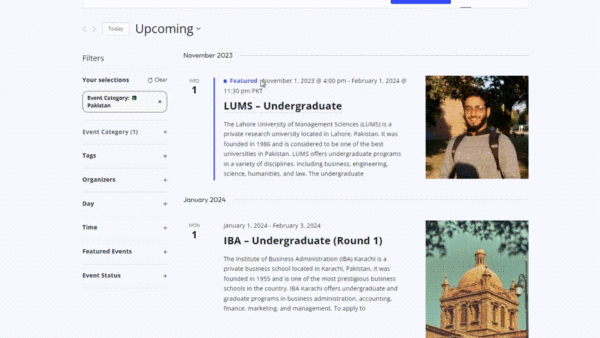 Today
Upcoming
November 2023
Filters
Your selections
Clear
Event Category:
Pakistan
×
Event Category (1) +
Tags +
Organizers +
Day +
Time +
Featured Events +
Event Status +
WED
1
Featured November 1, 2023 @ 4:00 pm - February 1, 2024 @
11:30 pm PKT
LUMS – Undergraduate
The Lahore University of Management Sciences (LUMS) is a
private research university located in Lahore, Pakistan. It was
founded in 1986 and is considered to be one of the best
universities in Pakistan. LUMS offers undergraduate programs
in a variety of disciplines, including business, engineering,
science, humanities, and law. The undergraduate
January 2024
MON
1
January 1, 2024 - February 3, 2024
IBA – Undergraduate (Round 1)
The Institute of Business Administration (IBA) Karachi is a
private business school located in Karachi, Pakistan. It was
founded in 1955 and is one of the most prestigious business
schools in the country. IBA Karachi offers undergraduate and
graduate programs in business administration, accounting,
finance, marketing, and management. To apply to